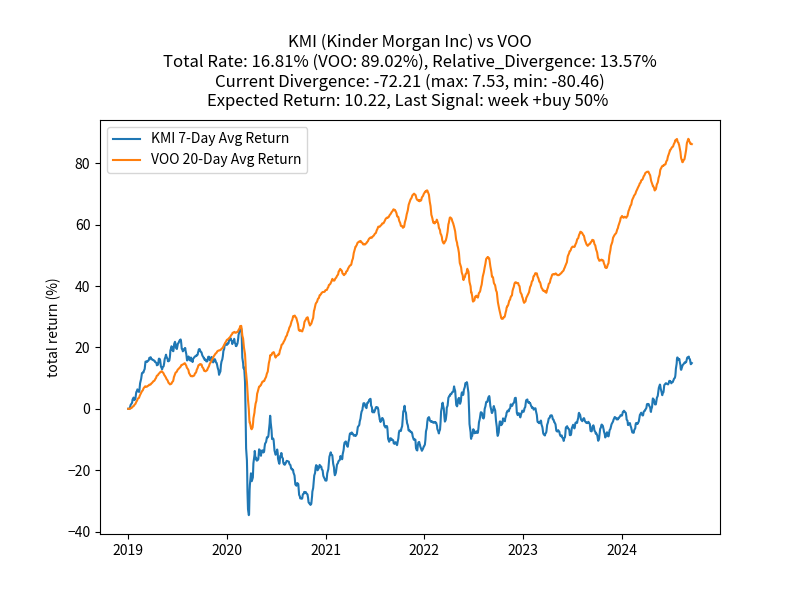 KMI (Kinder Morgan Inc) vs VOO
Total Rate: 16.81% (VOO: 89.02%), Relative_Divergence: 13.57%
Current Divergence: -72.21 (max: 7.53, min: -80.46)
Expected Return: 10.22, Last Signal: week +buy 50%
KMI 7-Day Avg Return
VOO 20-Day Avg Return
total return (%)
80
60
40
20
0
−20
−40
2019
2020
2021
2022
2023
2024